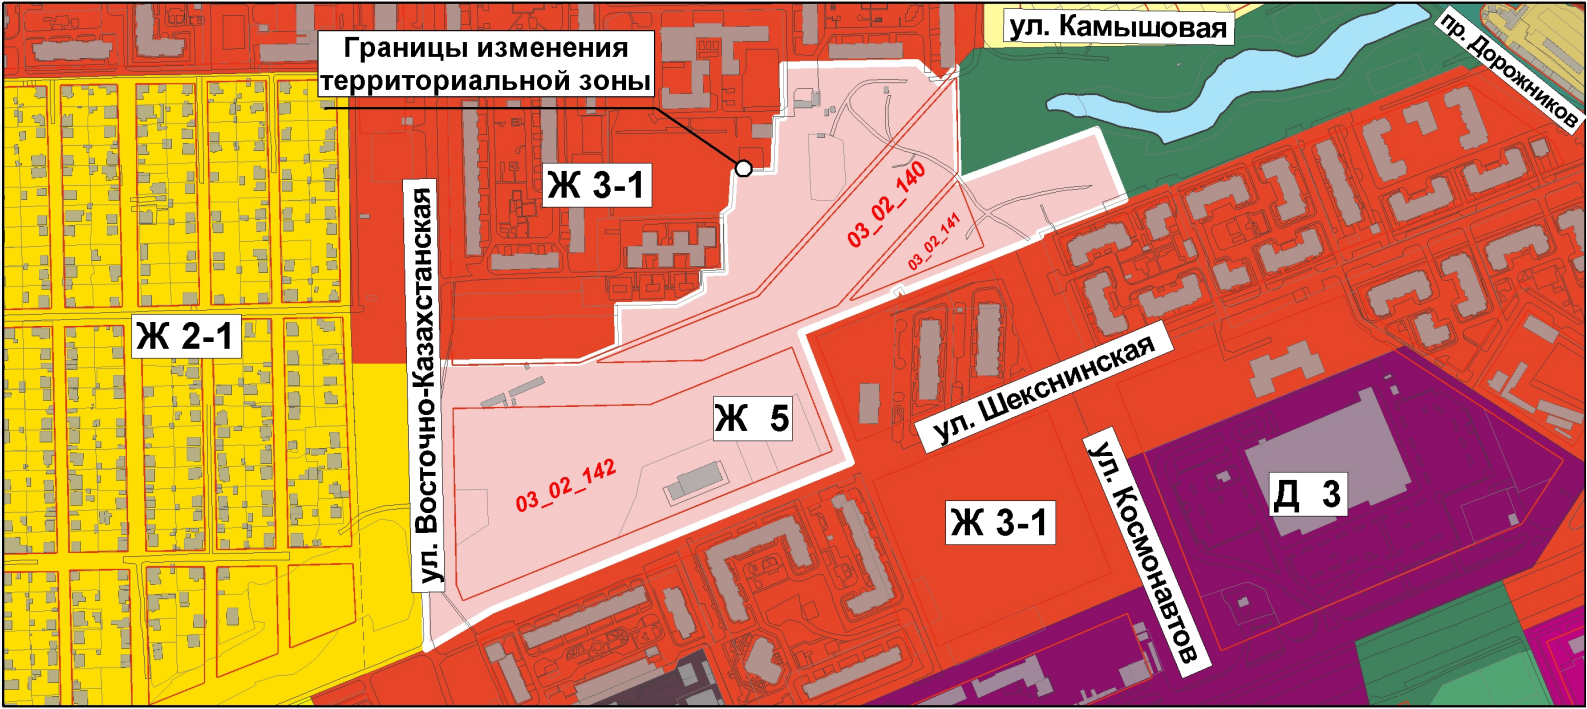 ул. Камышовая
пр. Дорожников
Границы изменения
территориальной зоны
Ж 3-1
03_02_140
03_02_141
ул. Восточно-Казахстанская
Ж 2-1
ул. Шекснинская
Ж 5
03_02_142
Ж 3-1
ул. Космонавтов
Д 3